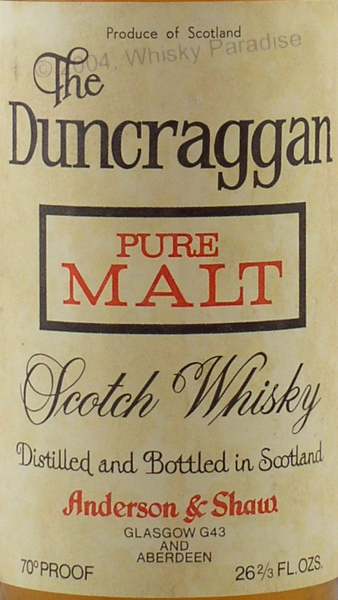 Produce of Scotland
© 2004, Whisky Paradise
The
Duncraggan
PURE
MALT
Scotch Whisky
Distilled and Bottled in Scotland
Anderson & Shaw
GLASGOW G43
AND
ABERDEEN
70° PROOF
26 2/3 FL. OZS.